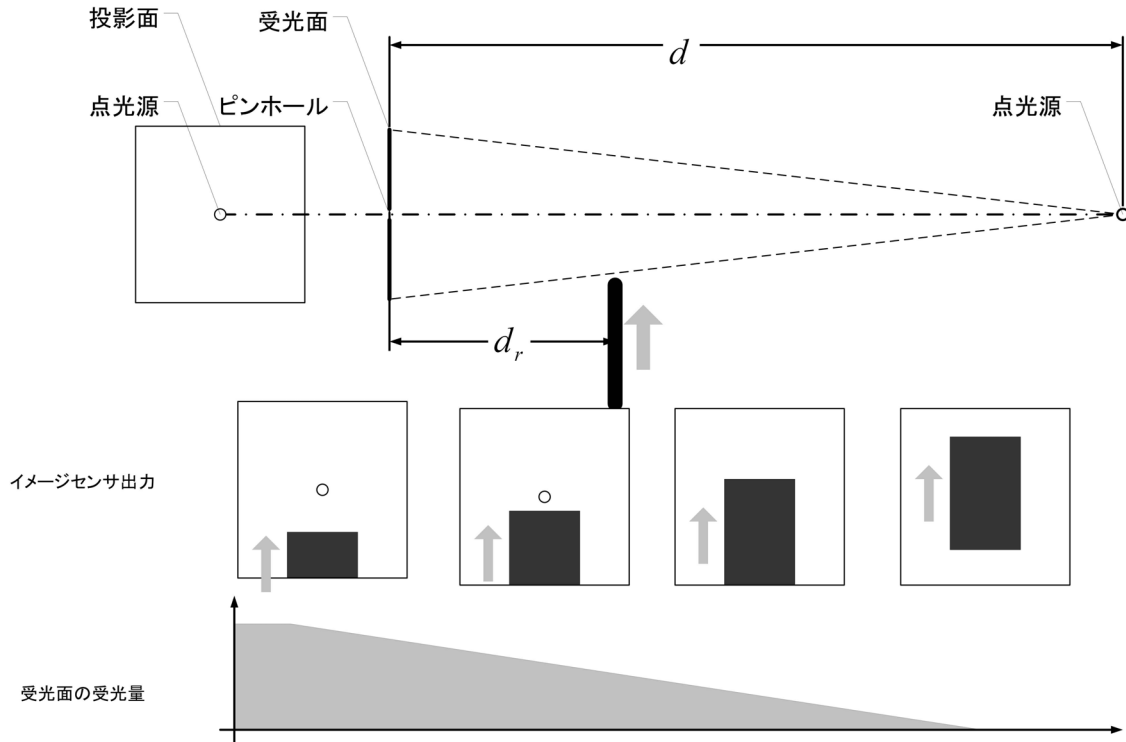 投影面
受光面
d
点光源
ピンホール
点光源
d_r
イメージセンサ出力
受光面の受光量